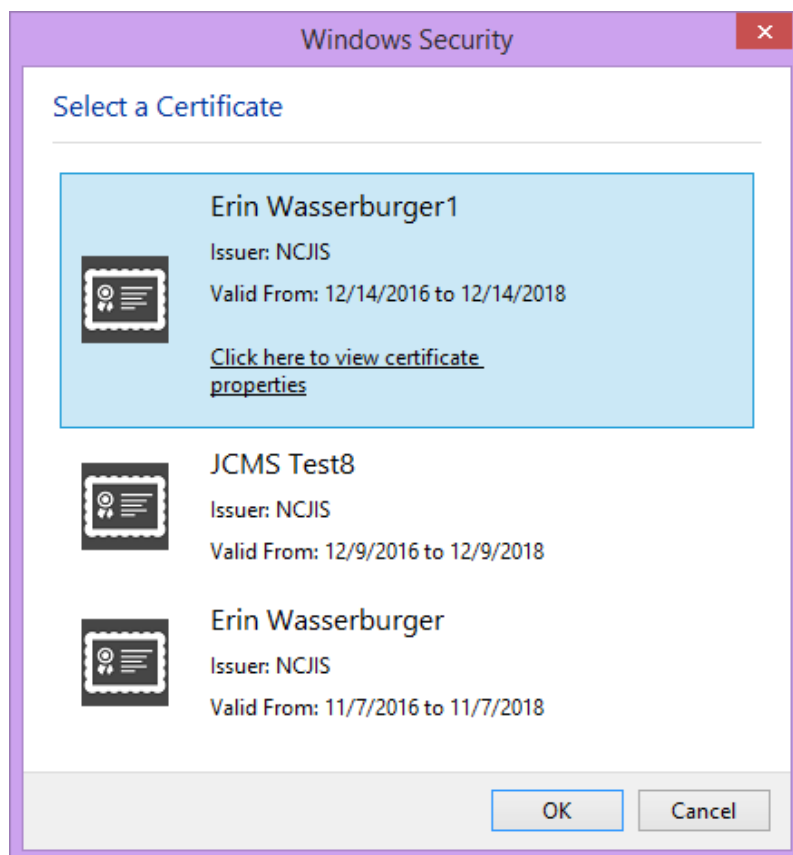 Windows Security
Select a Certificate
Erin Wasserburger1
Issuer: NCJIS
Valid From: 12/14/2016 to 12/14/2018
Click here to view certificate
properties
JCMS Test8
Issuer: NCJIS
Valid From: 12/9/2016 to 12/9/2018
Erin Wasserburger
Issuer: NCJIS
Valid From: 11/7/2016 to 11/7/2018
OK
Cancel